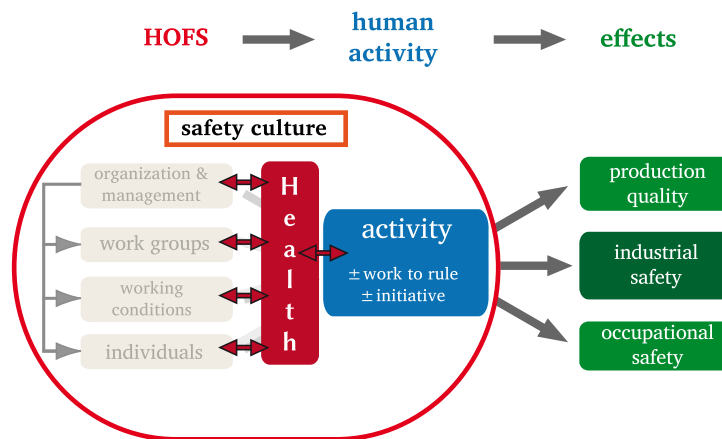 HOFS
human
activity
effects
safety culture
organization &
management
work groups
working
conditions
individuals
Health
activity
± work to rule
± initiative
production
quality
industrial
safety
occupational
safety